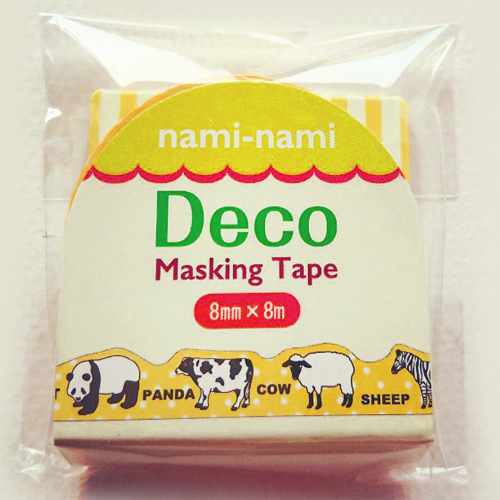 nami-nami
Deco
Masking Tape
8mm × 8m
T PANDA COW SHEEP